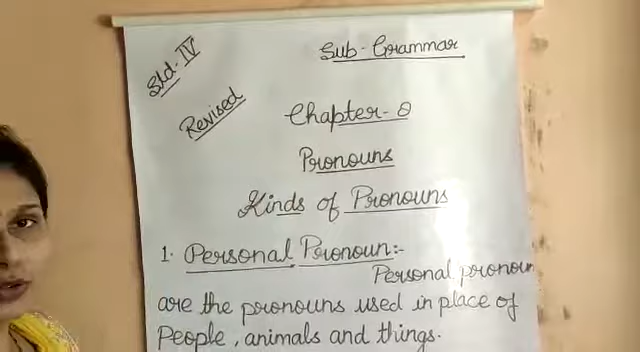 Std - IV
Sub - Grammar
Revised
Chapter - 8
Pronouns
Kinds of Pronouns
1. Personal Pronoun:-
Personal pronoun
are the pronouns used in place of
People, animals and things.